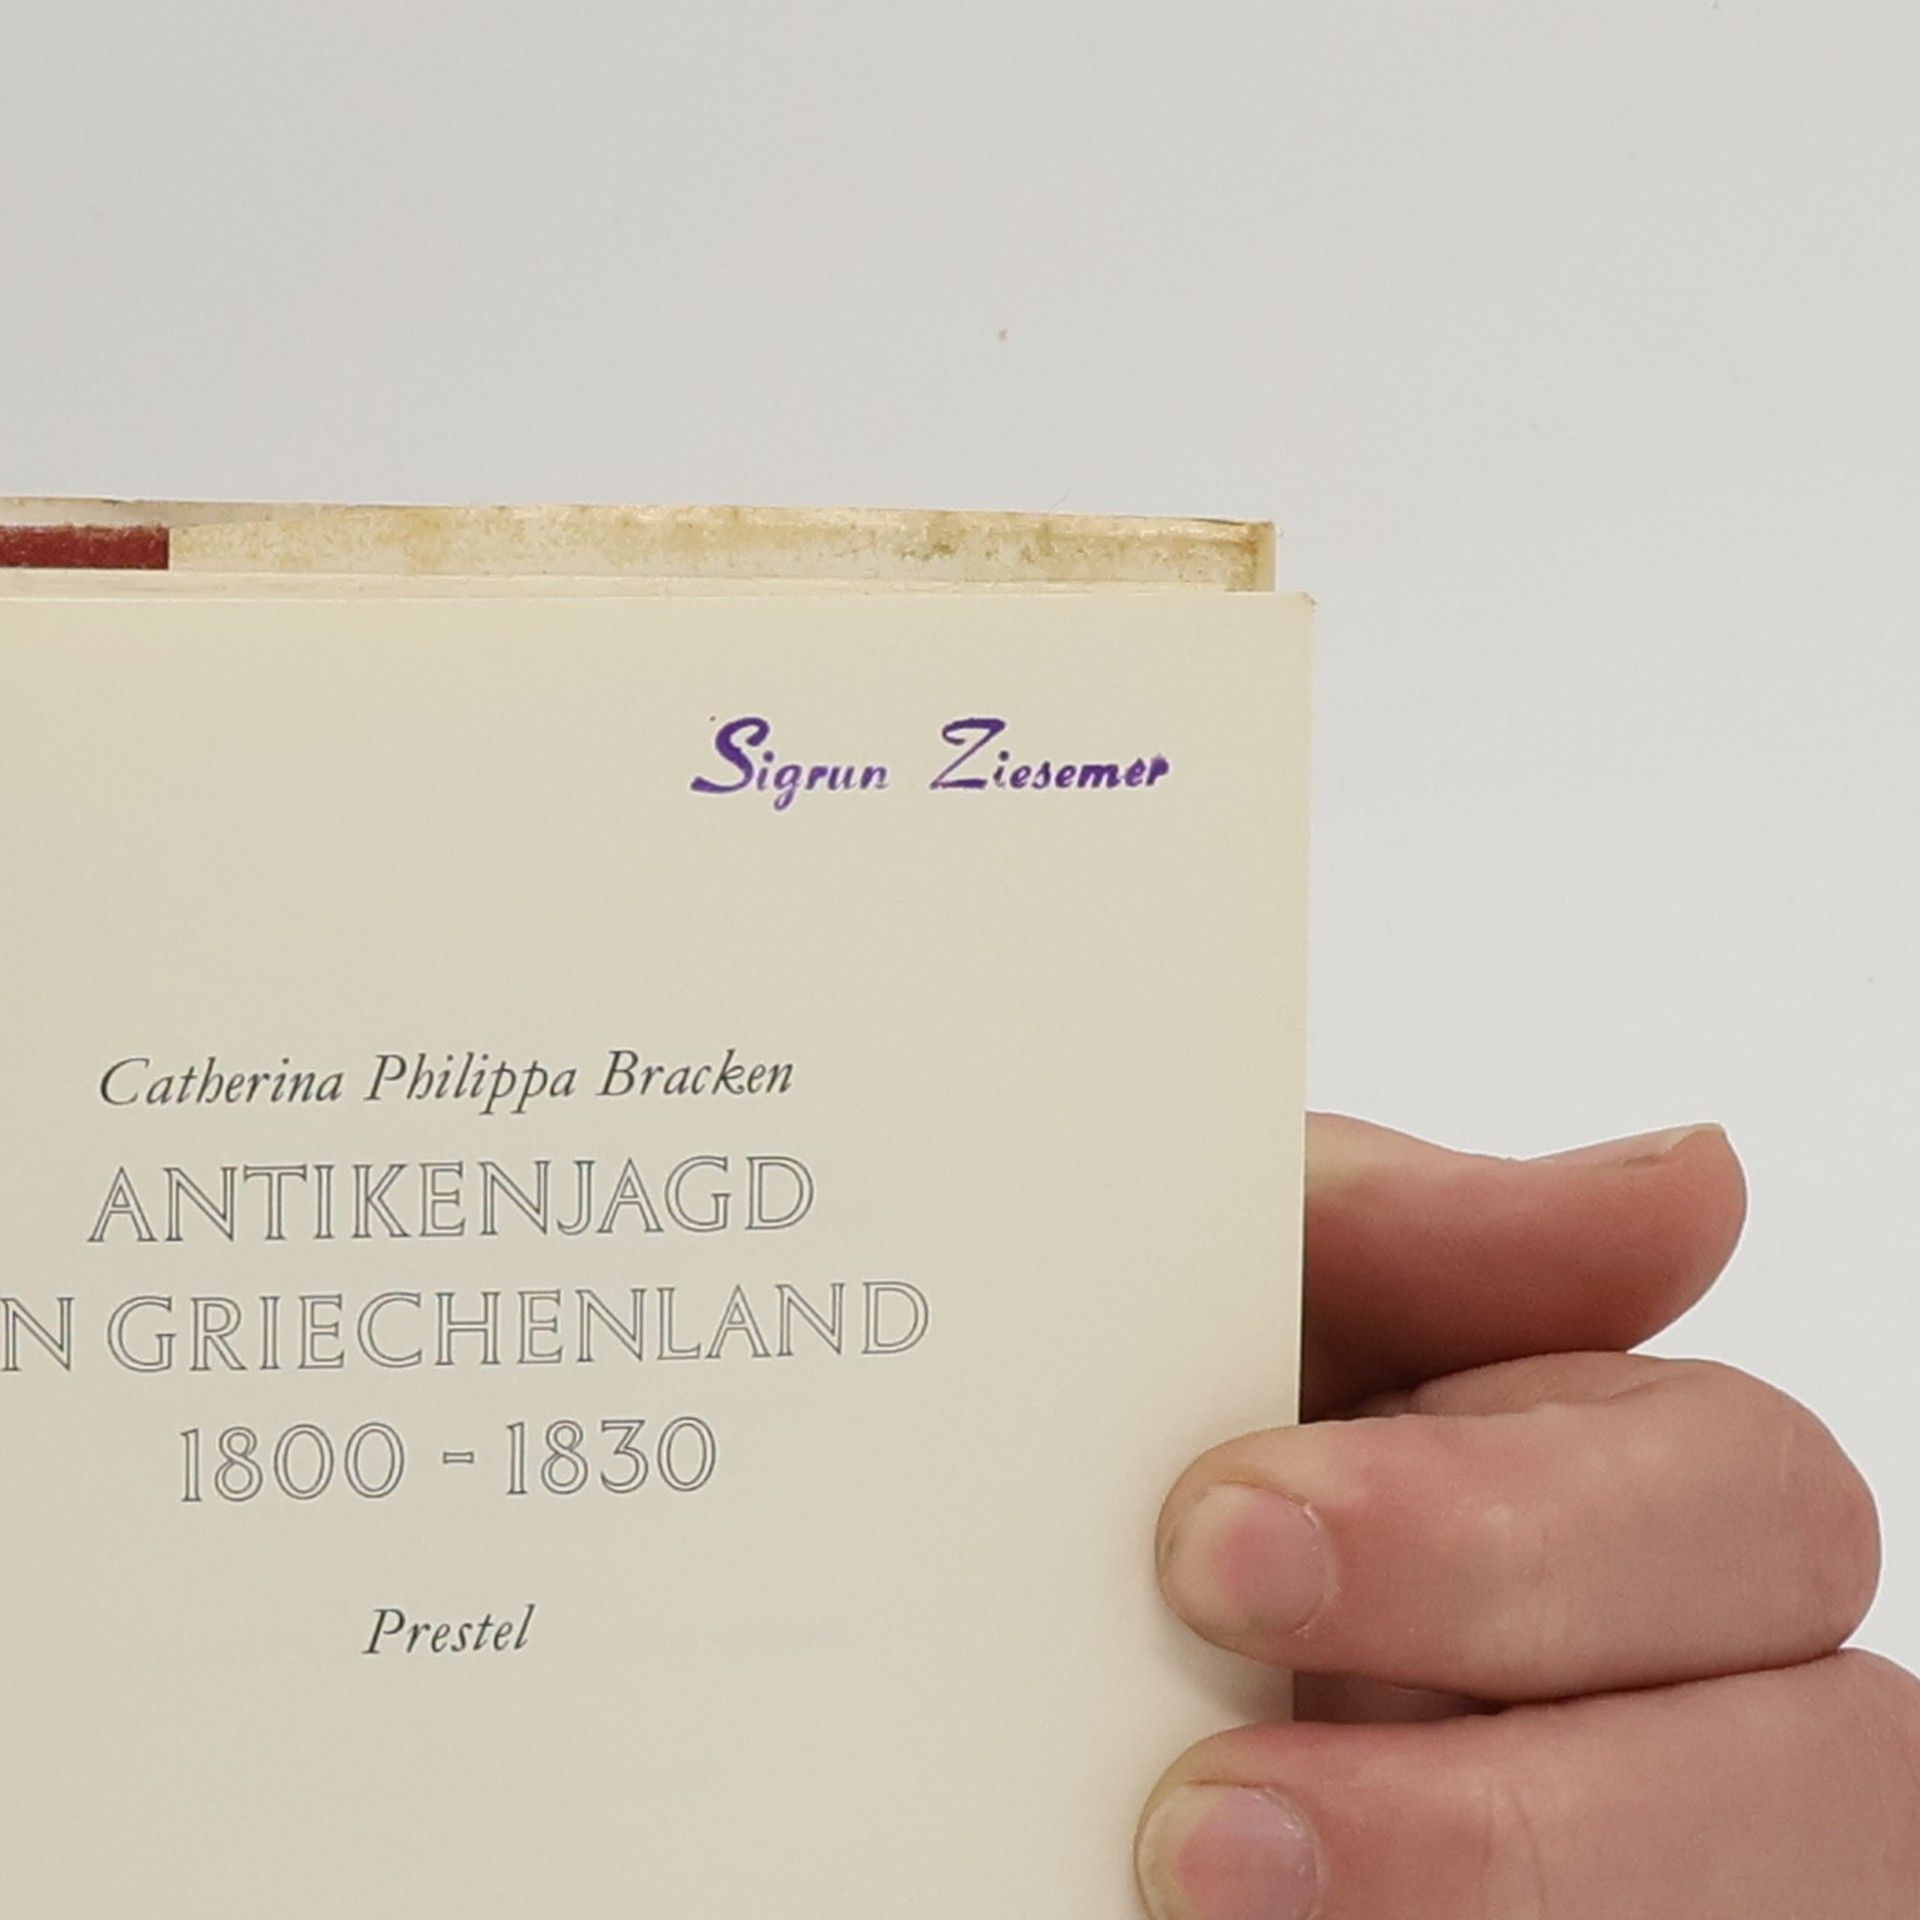 Sigrun Ziesemer
Catherina Philippa Bracken
ANTIKENJAGD
N GRIECHENLAND
1800 - 1830
Prestel